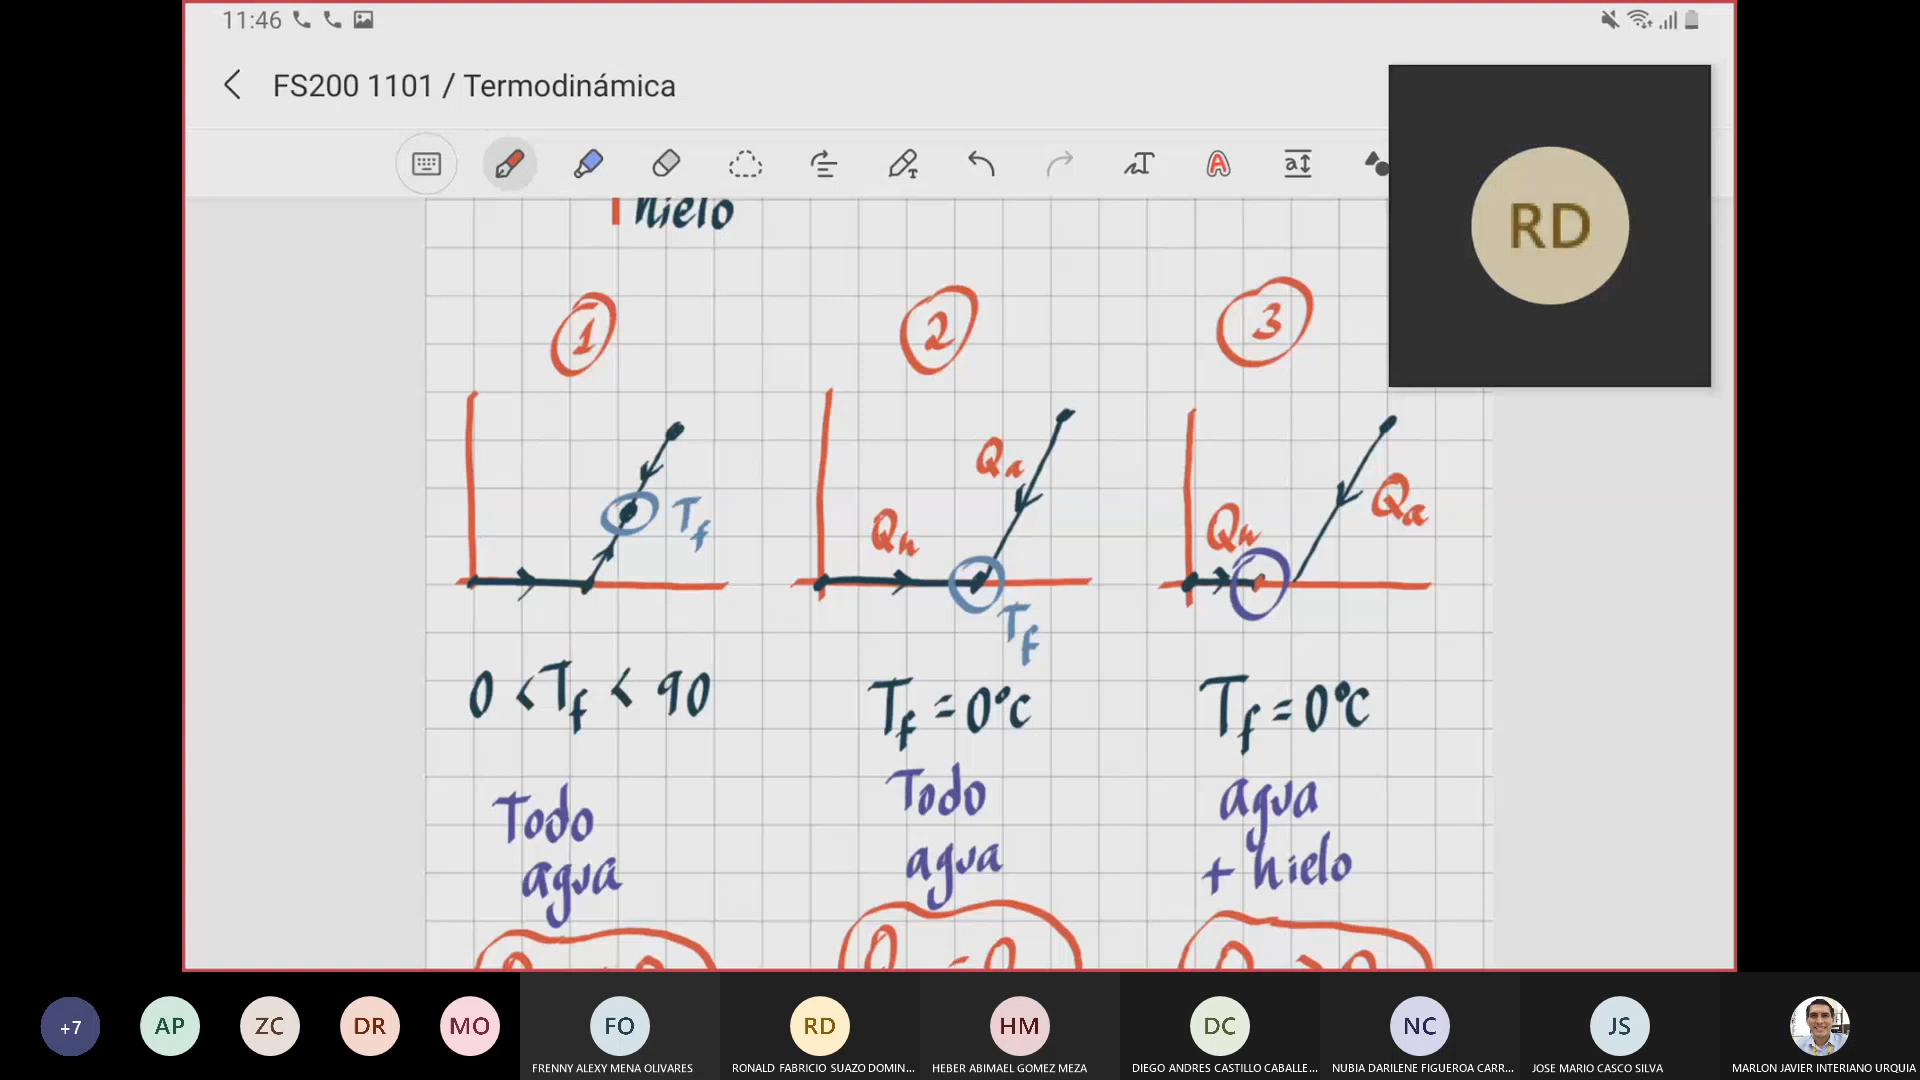 11:46
FS200 1101 / Termodinámica
RD
hielo
1
2
3
Tf
Qh
Qa
Tf
Qh
Qa
0 < Tf < 90
Tf = 0°C
Tf = 0°C
Todo
agua
Todo
agua
agua
+ hielo
+7
AP
ZC
DR
MO
FO
RD
HM
DC
NC
JS
FRENNY ALEXY MENA OLIVARES
RONALD FABRICIO SUAZO DOMIN...
HEBER ABIMAEL GOMEZ MEZA
DIEGO ANDRES CASTILLO CABALLE...
NUBIA DARILENE FIGUEROA CARR...
JOSE MARIO CASCO SILVA
MARLON JAVIER INTERIANO URQUIA